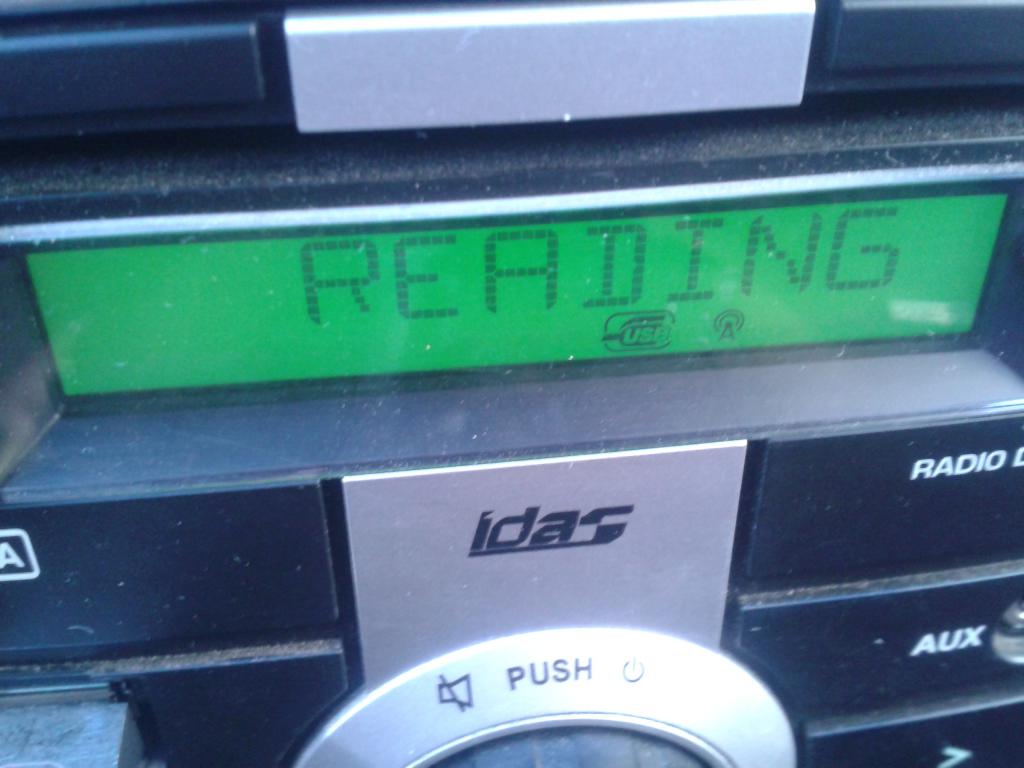 READING
USB
idas
RADIO
A
PUSH
AUX